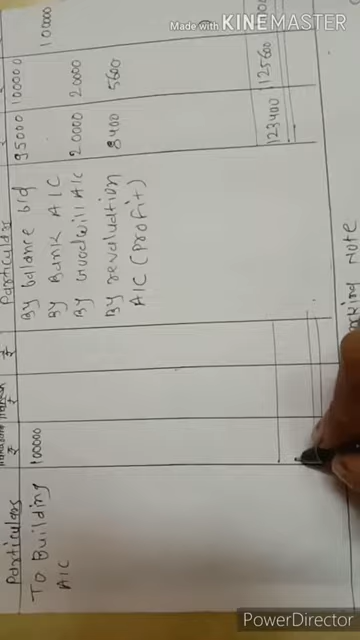 Made with KINEMASTER
Particulars ₹ ₹ ₹
To Building 100000
A/C
Particulars ₹
By balance b/d 95000 100000
By Bank A/C 100000
By Goodwill A/C 20000 20000
By revaluation 8400 5600
A/C (Profit)
123400 125600
Note
PowerDirector